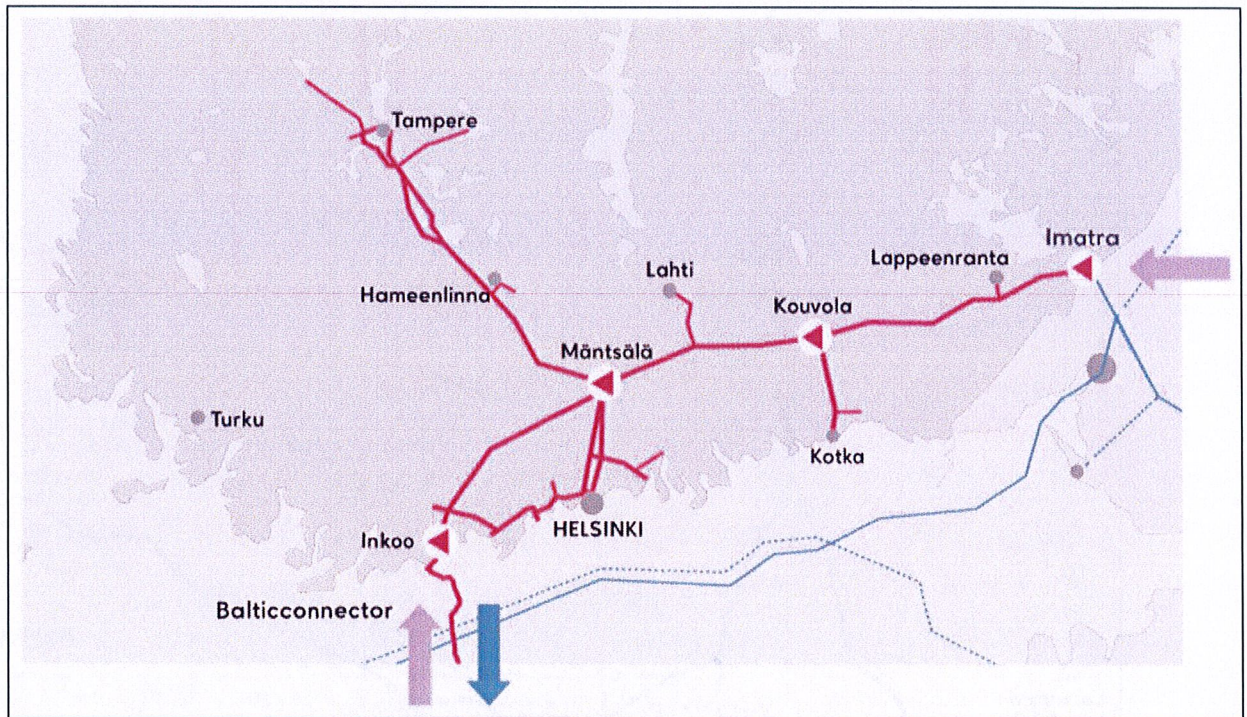 Tampere
Imatra
Lappeenranta
Lahti
Hameenlinna
Kouvola
Mäntsälä
Turku
Kotka
HELSINKI
Inkoo
Balticconnector